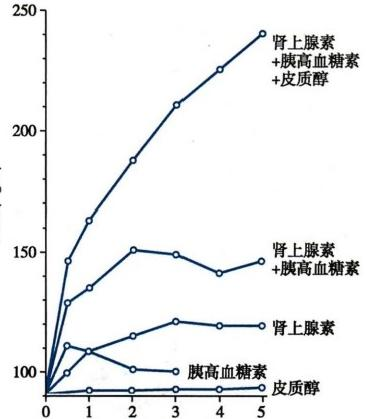 250
肾上腺素
+胰高血糖素
+皮质醇
200
肾上腺素
+胰高血糖素
150
肾上腺素
胰高血糖素
100
皮质醇
0 1 2 3 4 5